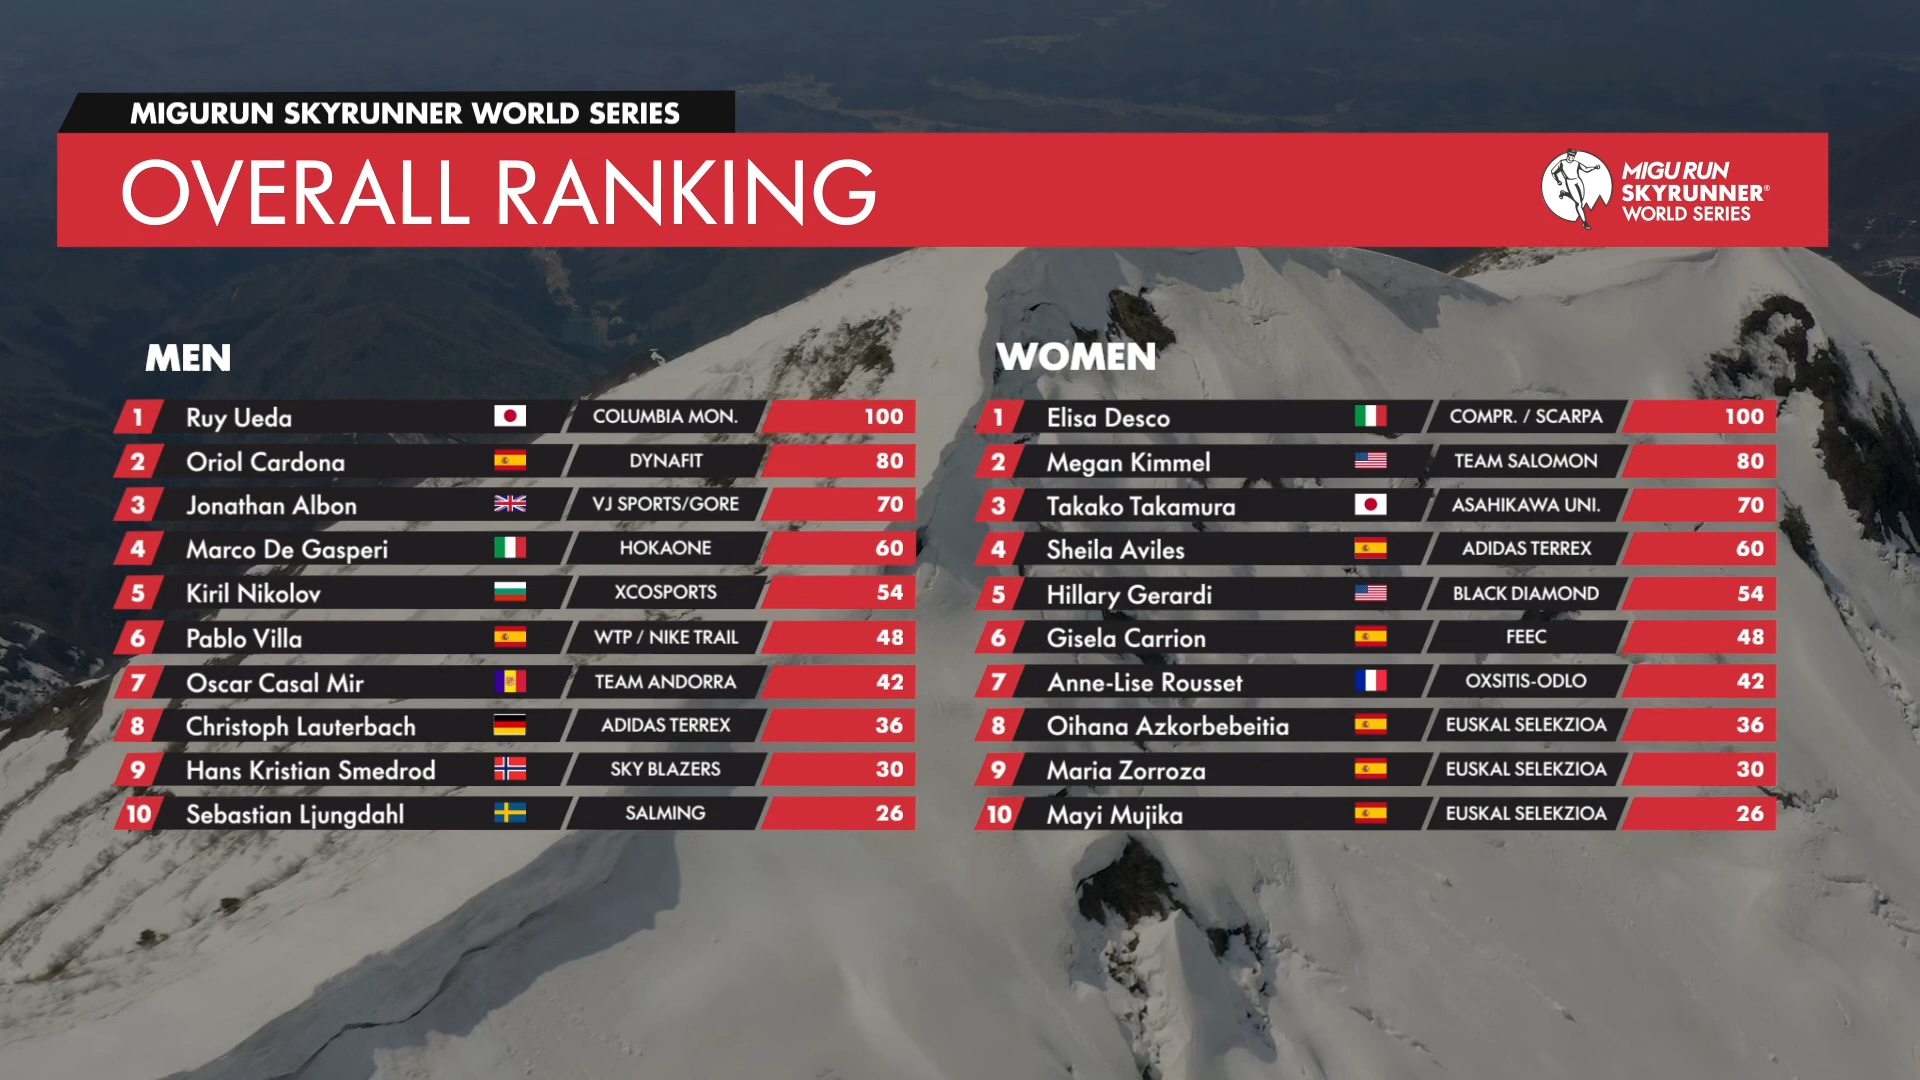 MIGURUN SKYRUNNER WORLD SERIES
OVERALL RANKING
MIGU RUN
SKYRUNNER®
WORLD SERIES
MEN
1 Ruy Ueda COLUMBIA MON. 100
2 Oriol Cardona DYNAFIT 80
3 Jonathan Albon VJ SPORTS/GORE 70
4 Marco De Gasperi HOKAONE 60
5 Kiril Nikolov XCOSPORTS 54
6 Pablo Villa WTP / NIKE TRAIL 48
7 Oscar Casal Mir TEAM ANDORRA 42
8 Christoph Lauterbach ADIDAS TERREX 36
9 Hans Kristian Smedrod SKY BLAZERS 30
10 Sebastian Ljungdahl SALMING 26
WOMEN
1 Elisa Desco COMPR. / SCARPA 100
2 Megan Kimmel TEAM SALOMON 80
3 Takako Takamura ASAHIKAWA UNI. 70
4 Sheila Aviles ADIDAS TERREX 60
5 Hillary Gerardi BLACK DIAMOND 54
6 Gisela Carrion FEEC 48
7 Anne-Lise Rousset OXSITIS-ODLO 42
8 Oihana Azkorbebeitia EUSKAL SELEKZIOA 36
9 Maria Zorroza EUSKAL SELEKZIOA 30
10 Mayi Mujika EUSKAL SELEKZIOA 26